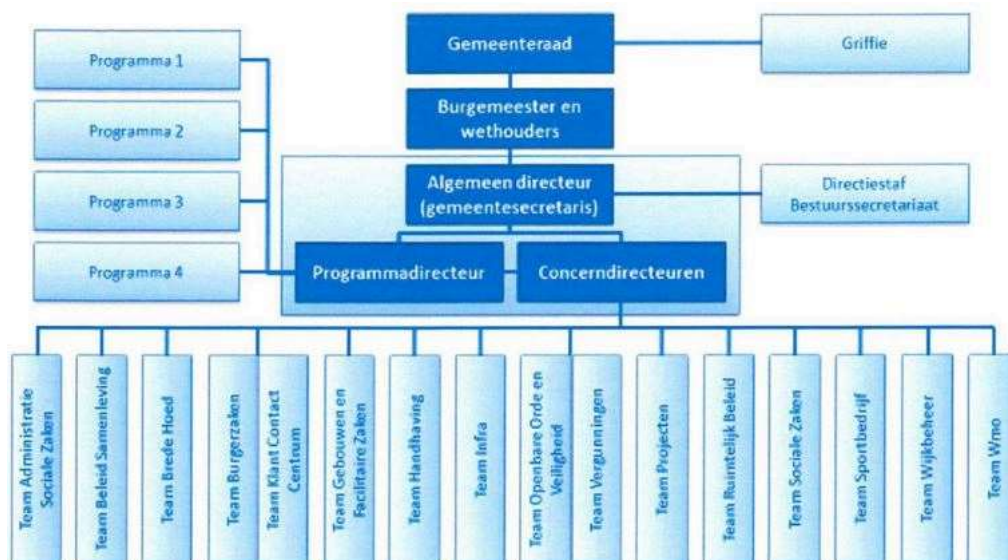 Gemeenteraad
Griffie
Programma 1
Programma 2
Programma 3
Programma 4
Burgemeester en
wethouders
Algemeen directeur
(gemeentesecretaris)
Directiestaf
Bestuurssecretariaat
Programmadirecteur
Concerndirecteuren
Team Administratie
Sociale Zaken
Team Beleid Samenleving
Team Brede Hoed
Team Burgerzaken
Team Klant Contact
Centrum
Team Gebouwen en
Facilitaire Zaken
Team Handhaving
Team Infra
Team Openbare Orde en
Veiligheid
Team Vergunningen
Team Projecten
Team Ruimtelijk Beleid
Team Sociale Zaken
Team Sportbedrijf
Team Wijkbeheer
Team Wmo